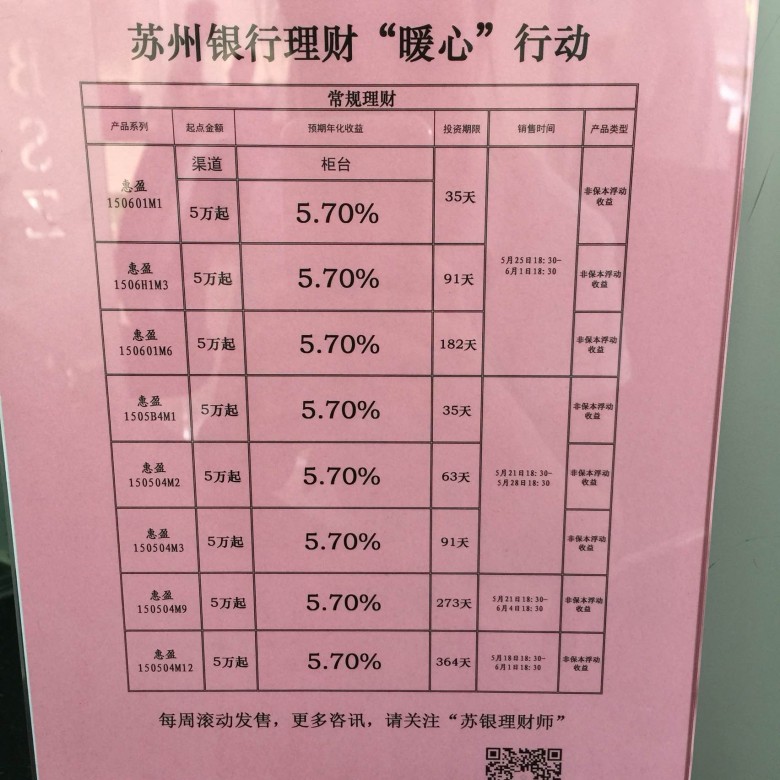 苏州银行理财“暖心”行动
常规理财
产品系列 起点金额 预期年化收益 投资期限 销售时间 产品类型
渠道 柜台
惠盈
150601M1
5万起 5.70% 35天
非保本浮动
收益
5月25日18:30-
6月1日18:30
惠盈
1506H1M3
5万起 5.70% 91天
非保本浮动
收益
惠盈
150601M6
5万起 5.70% 182天
非保本浮动
收益
惠盈
1505B4M1
5万起 5.70% 35天
非保本浮动
收益
惠盈
150504M2
5万起 5.70% 63天
5月21日18:30-
5月28日18:30
非保本浮动
收益
惠盈
150504M3
5万起 5.70% 91天
非保本浮动
收益
惠盈
150504M9
5万起 5.70% 273天
5月21日18:30-
6月4日18:30
非保本浮动
收益
惠盈
150504M12
5万起 5.70% 364天
5月18日18:30-
6月1日18:30
非保本浮动
收益
每周滚动发售，更多咨讯，请关注“苏银理财师”